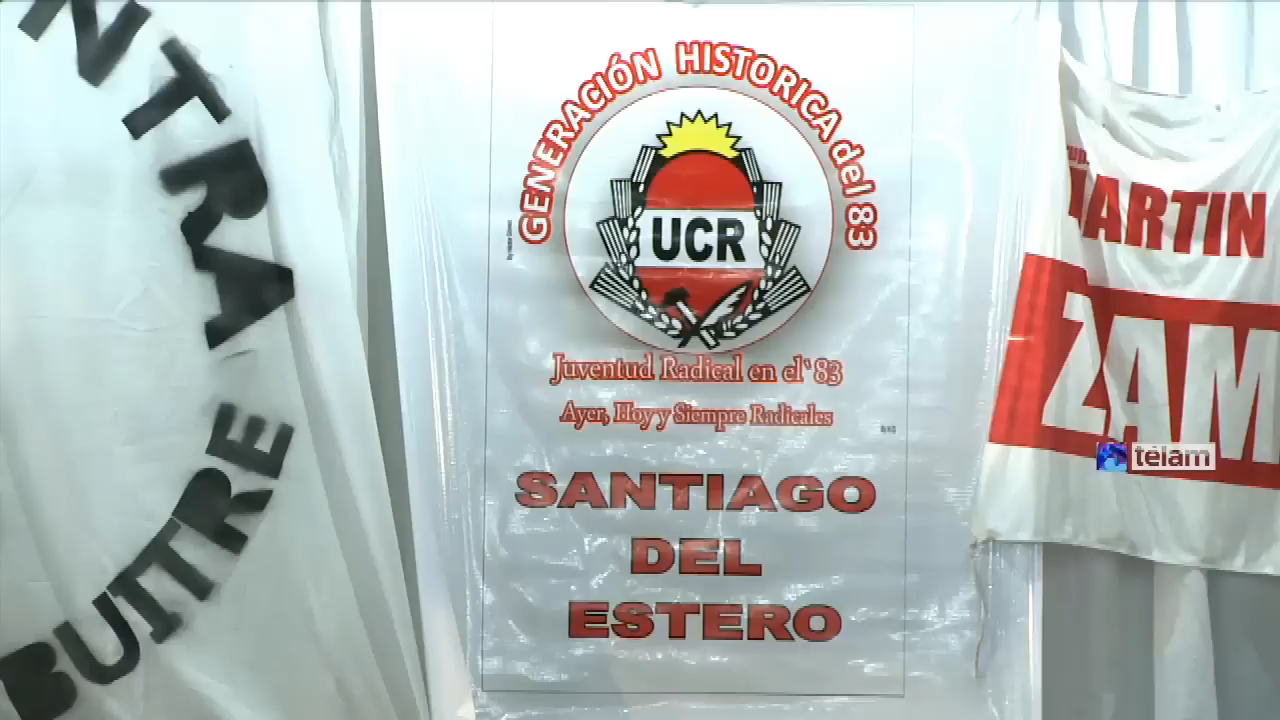 NTRA
BUITRE
GENERACIÓN HISTORICA del 83
UCR
Juventud Radical en el'83
Ayer, Hoy y Siempre Radicales
SANTIAGO
DEL
ESTERO
MARTIN
ZAM
télam